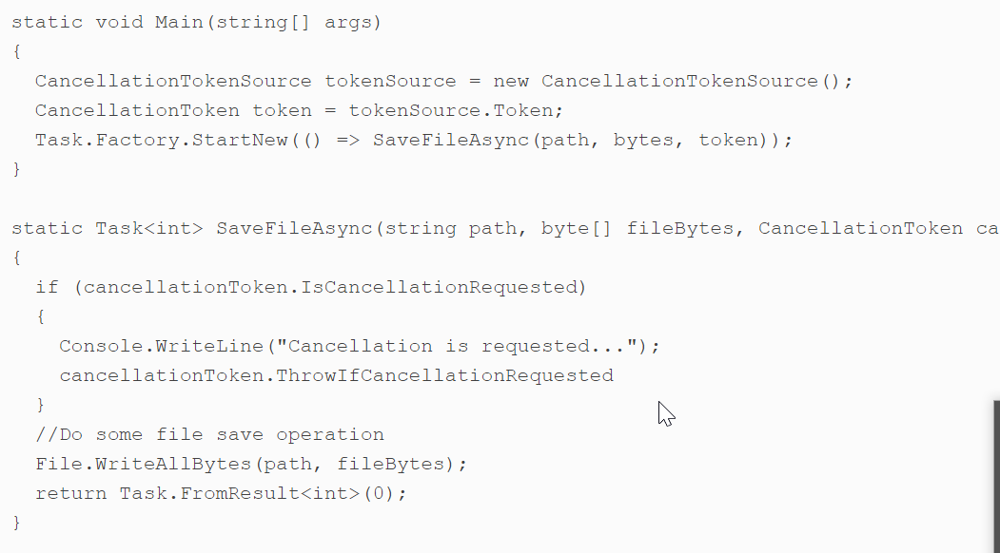 static void Main(string[] args)
{
  CancellationTokenSource tokenSource = new CancellationTokenSource();
  CancellationToken token = tokenSource.Token;
  Task.Factory.StartNew(() => SaveFileAsync(path, bytes, token));
}

static Task<int> SaveFileAsync(string path, byte[] fileBytes, CancellationToken ca
{
  if (cancellationToken.IsCancellationRequested)
  {
    Console.WriteLine("Cancellation is requested...");
    cancellationToken.ThrowIfCancellationRequested
  }
  //Do some file save operation
  File.WriteAllBytes(path, fileBytes);
  return Task.FromResult<int>(0);
}